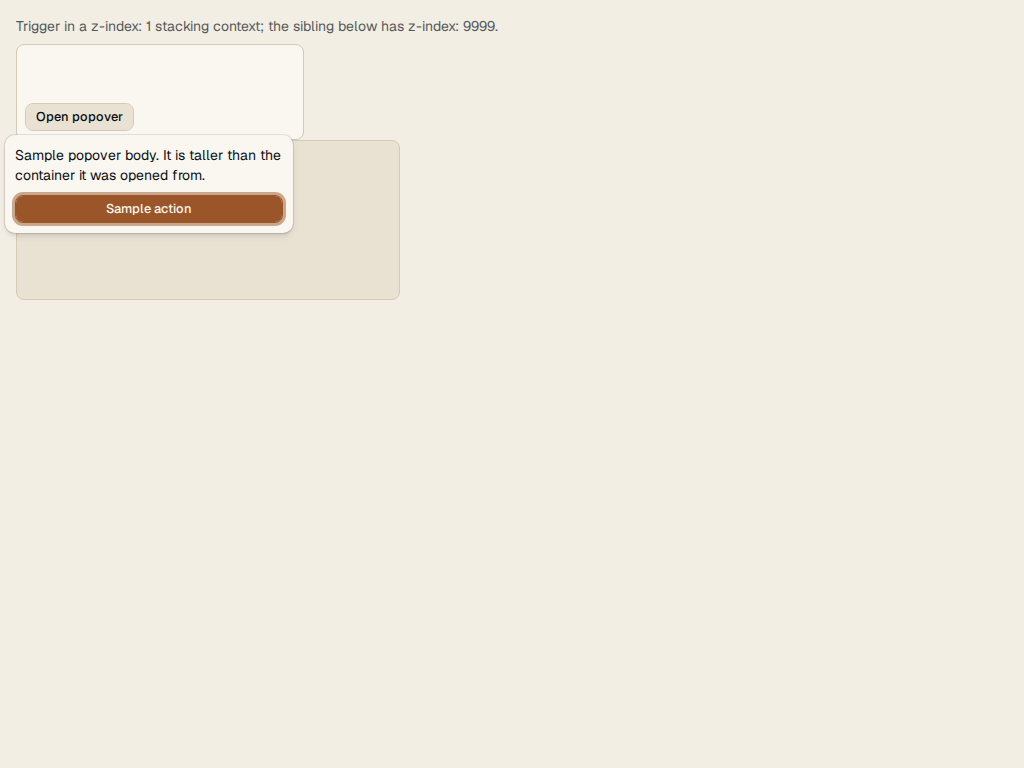 Trigger in a z-index: 1 stacking context; the sibling below has z-index: 9999.
Open popover
Sample popover body. It is taller than the
container it was opened from.
Sample action